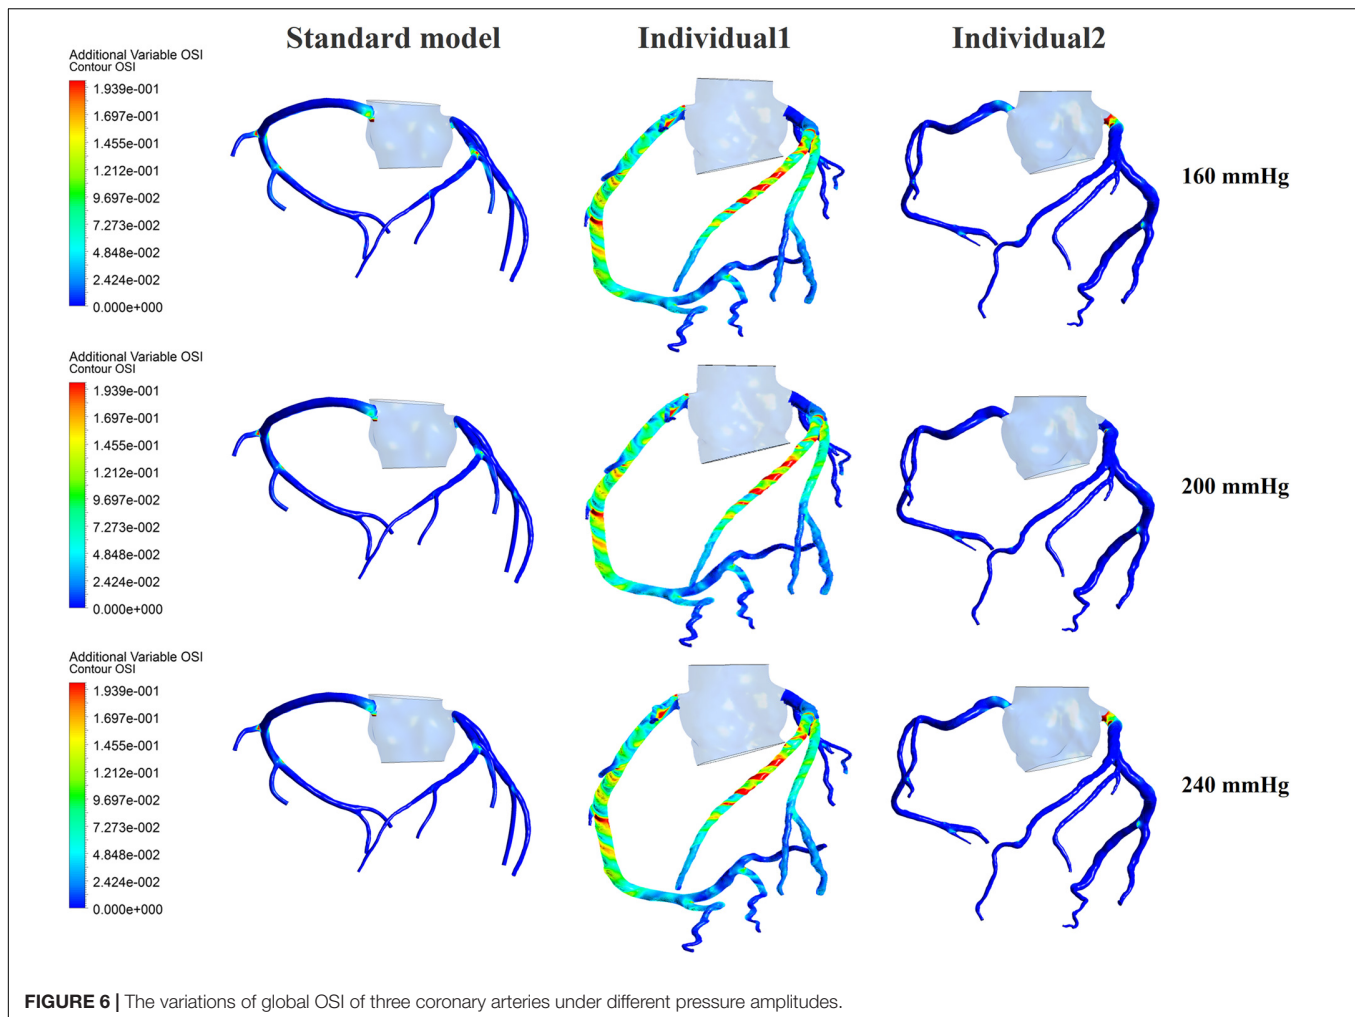 Standard model
Individual1
Individual2
Additional Variable OSI
Contour OSI
1.939e-001
1.697e-001
1.455e-001
1.212e-001
9.697e-002
7.273e-002
4.848e-002
2.424e-002
0.000e+000
160 mmHg
Additional Variable OSI
Contour OSI
1.939e-001
1.697e-001
1.455e-001
1.212e-001
9.697e-002
7.273e-002
4.848e-002
2.424e-002
0.000e+000
200 mmHg
Additional Variable OSI
Contour OSI
1.939e-001
1.697e-001
1.455e-001
1.212e-001
9.697e-002
7.273e-002
4.848e-002
2.424e-002
0.000e+000
240 mmHg
FIGURE 6 | The variations of global OSI of three coronary arteries under different pressure amplitudes.